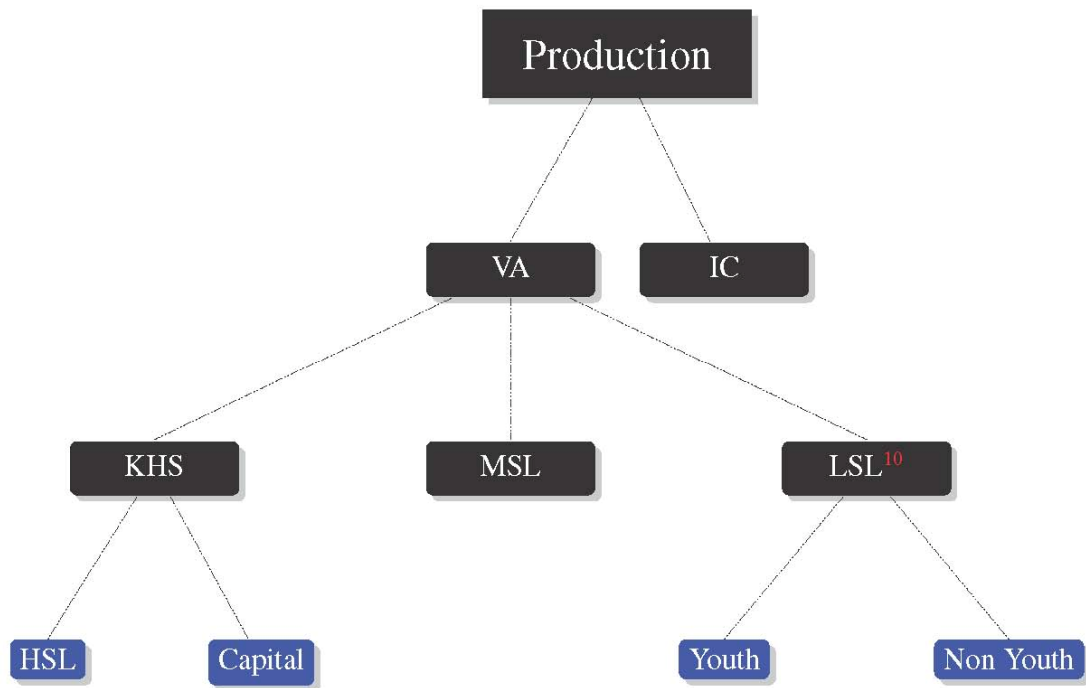 Production
VA
IC
KHS
MSL
LSL10
HSL
Capital
Youth
Non Youth